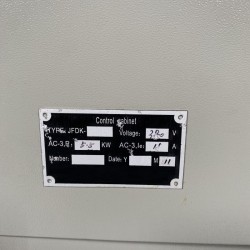 Control cabinet
TYPE: JFDK-
Voltage: 380 V
AC-3, 5.5 KW AC-3, Ie: 11 A
Number: Date: Y M 11